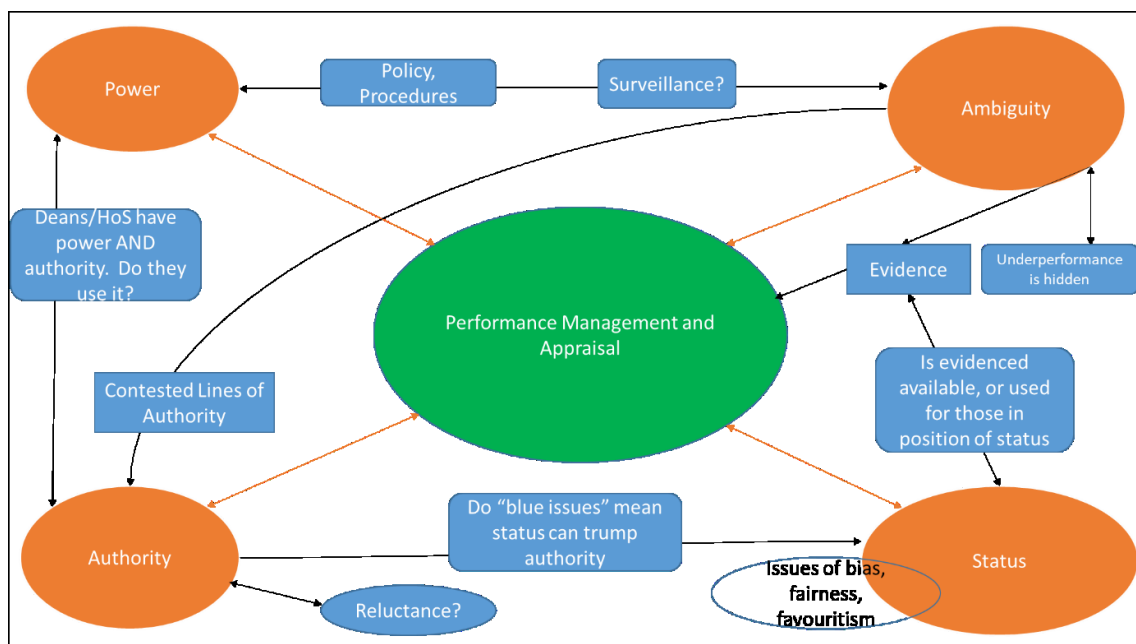 Power
Policy,
Procedures
Surveillance?
Ambiguity
Deans/HoS have
power AND
authority.  Do they
use it?
Performance Management and
Appraisal
Evidence
Underperformance
is hidden
Contested Lines of
Authority
Is evidenced
available, or used
for those in
position of status
Authority
Do “blue issues” mean
status can trump
authority
Status
Reluctance?
Issues of bias,
fairness,
favouritism